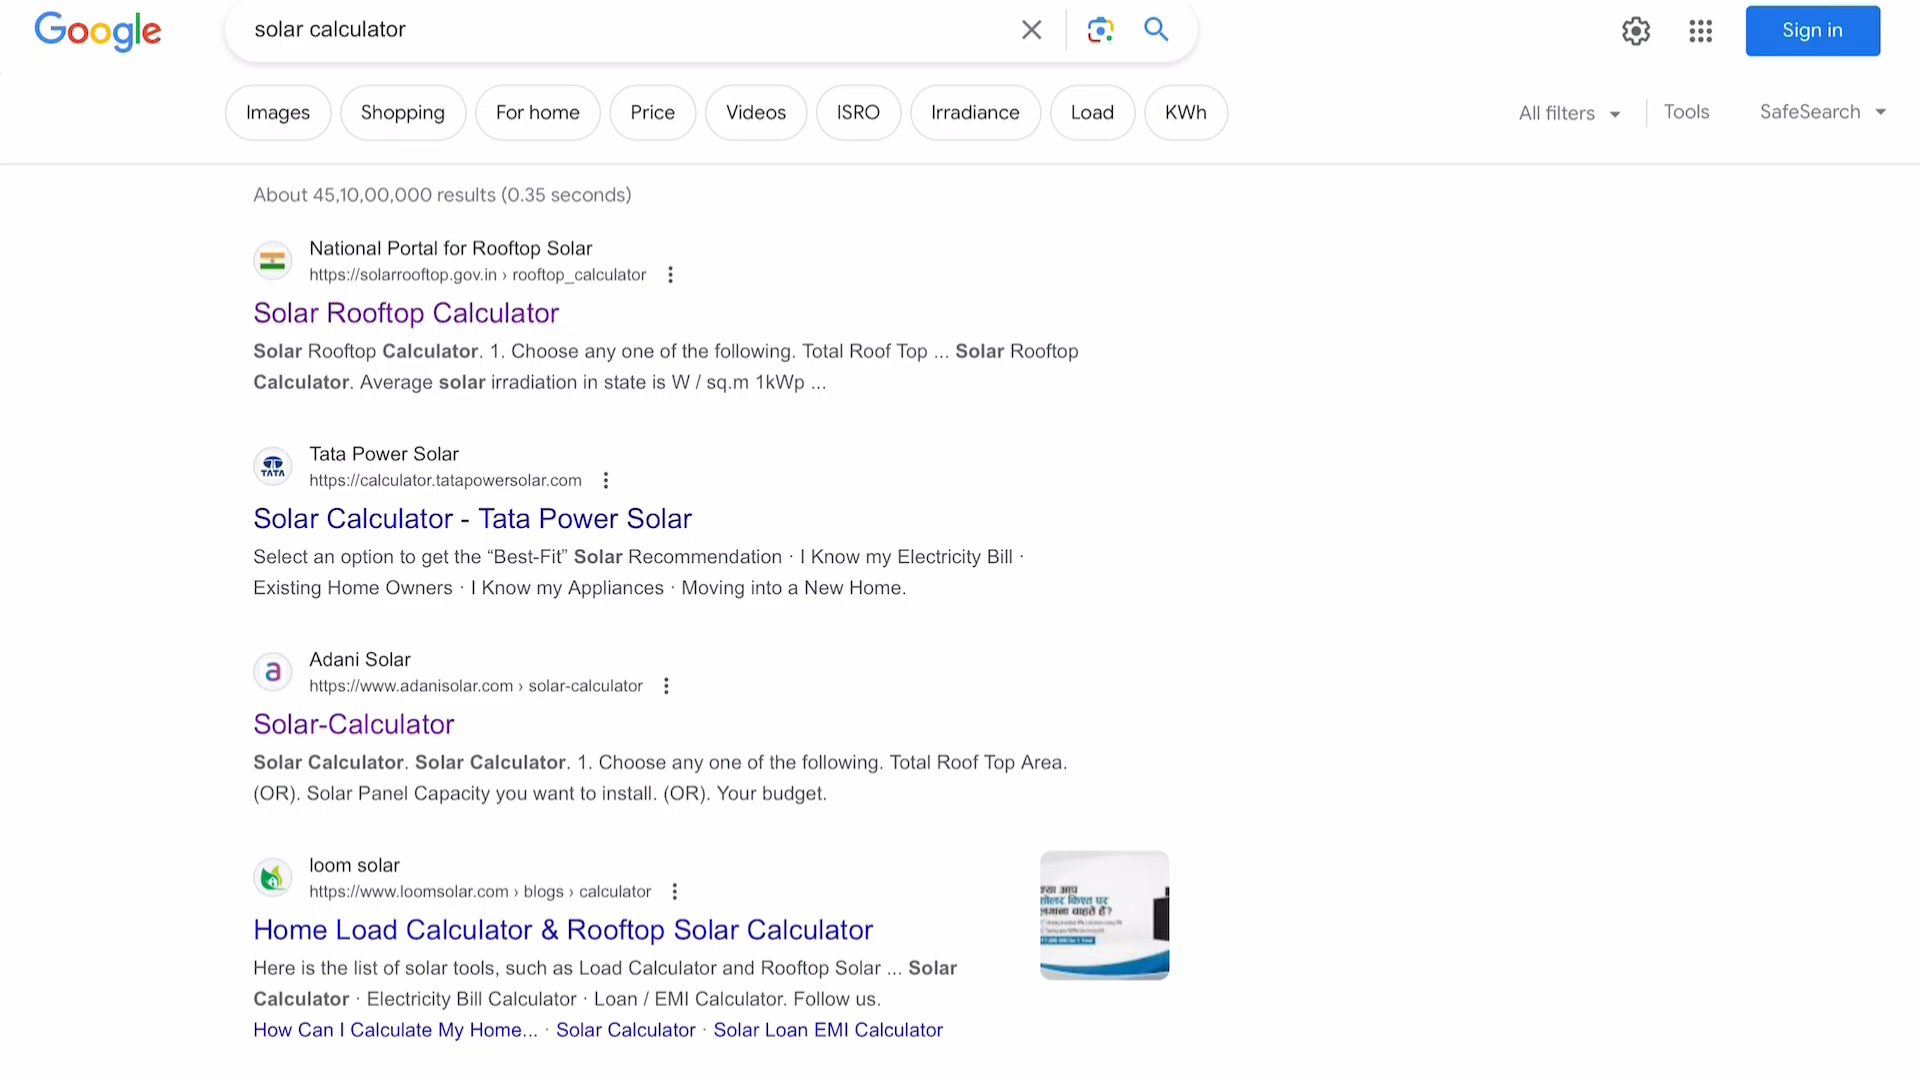 Google
solar calculator
Sign in
Images
Shopping
For home
Price
Videos
ISRO
Irradiance
Load
KWh
All filters
Tools
SafeSearch
About 45,10,00,000 results (0.35 seconds)
National Portal for Rooftop Solar
https://solarrooftop.gov.in › rooftop_calculator
Solar Rooftop Calculator
Solar Rooftop Calculator. 1. Choose any one of the following. Total Roof Top ... Solar Rooftop
Calculator. Average solar irradiation in state is W / sq.m 1kWp ...
TATA
Tata Power Solar
https://calculator.tatapowersolar.com
Solar Calculator - Tata Power Solar
Select an option to get the “Best-Fit” Solar Recommendation · I Know my Electricity Bill ·
Existing Home Owners · I Know my Appliances · Moving into a New Home.
a
Adani Solar
https://www.adanisolar.com › solar-calculator
Solar-Calculator
Solar Calculator. Solar Calculator. 1. Choose any one of the following. Total Roof Top Area.
(OR). Solar Panel Capacity you want to install. (OR). Your budget.
loom solar
https://www.loomsolar.com › blogs › calculator
Home Load Calculator & Rooftop Solar Calculator
Here is the list of solar tools, such as Load Calculator and Rooftop Solar ... Solar
Calculator · Electricity Bill Calculator · Loan / EMI Calculator. Follow us.
How Can I Calculate My Home... · Solar Calculator · Solar Loan EMI Calculator
क्या आप
सोलर किश्त पर
लगाना चाहते हैं?